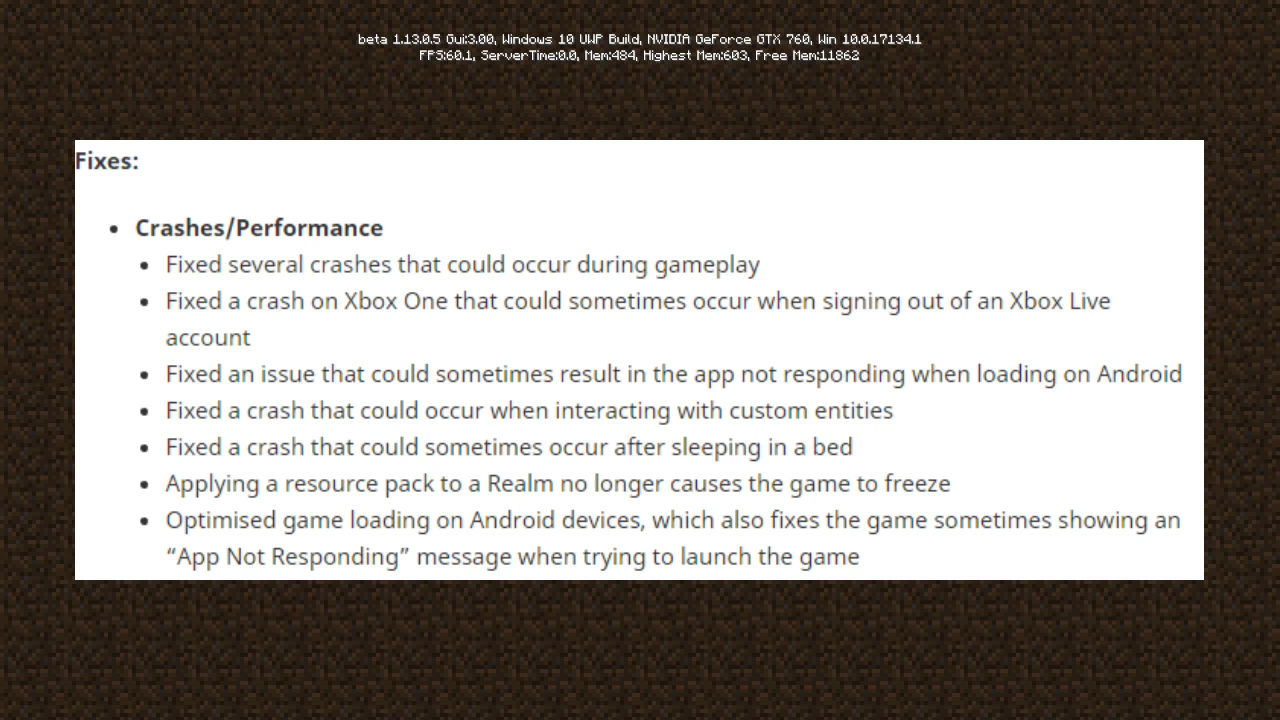 beta 1.13.0.5 Gui:3.00, Windows 10 UWP Build, NVIDIA GeForce GTX 760, Win 10.0.17134.1
FPS:60.1, ServerTime:0.0, Mem:484, Highest Mem:603, Free Mem:11862
Fixes:
• Crashes/Performance
• Fixed several crashes that could occur during gameplay
• Fixed a crash on Xbox One that could sometimes occur when signing out of an Xbox Live
account
• Fixed an issue that could sometimes result in the app not responding when loading on Android
• Fixed a crash that could occur when interacting with custom entities
• Fixed a crash that could sometimes occur after sleeping in a bed
• Applying a resource pack to a Realm no longer causes the game to freeze
• Optimised game loading on Android devices, which also fixes the game sometimes showing an
“App Not Responding” message when trying to launch the game